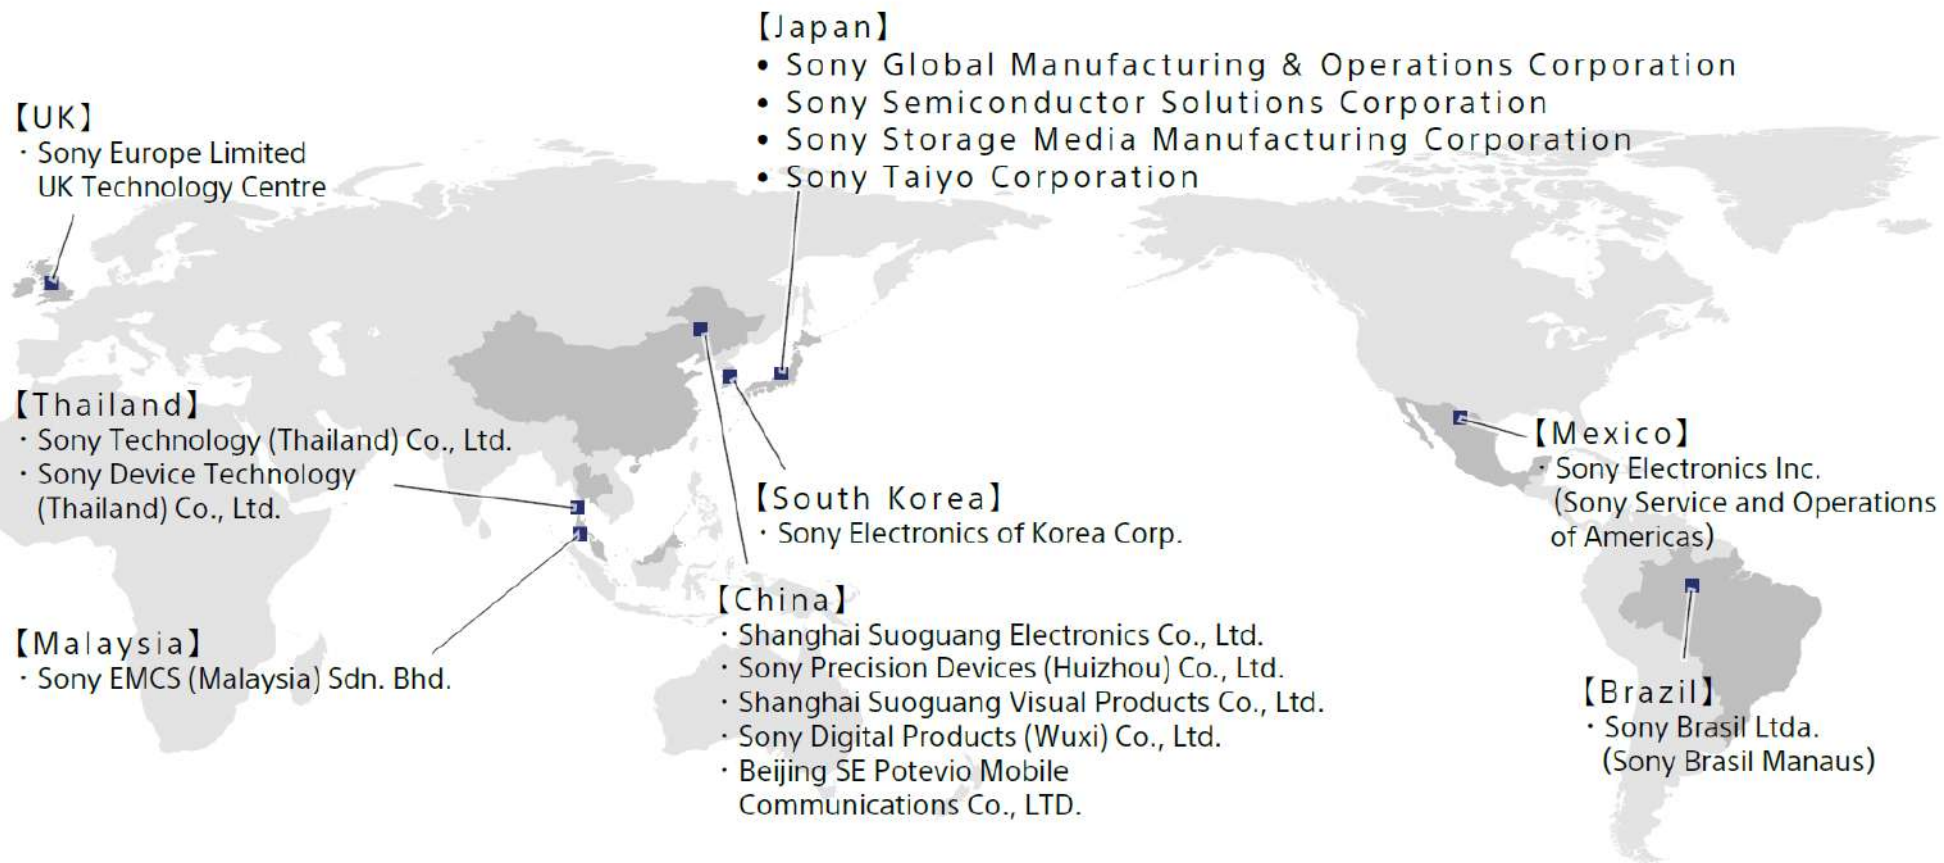 【Japan】
• Sony Global Manufacturing & Operations Corporation
• Sony Semiconductor Solutions Corporation
• Sony Storage Media Manufacturing Corporation
• Sony Taiyo Corporation
【UK】
・Sony Europe Limited
UK Technology Centre
【Thailand】
・Sony Technology (Thailand) Co., Ltd.
・Sony Device Technology
(Thailand) Co., Ltd.
【Malaysia】
・Sony EMCS (Malaysia) Sdn. Bhd.
【South Korea】
・Sony Electronics of Korea Corp.
【China】
・Shanghai Suoguang Electronics Co., Ltd.
・Sony Precision Devices (Huizhou) Co., Ltd.
・Shanghai Suoguang Visual Products Co., Ltd.
・Sony Digital Products (Wuxi) Co., Ltd.
・Beijing SE Potevio Mobile
Communications Co., LTD.
【Mexico】
・Sony Electronics Inc.
(Sony Service and Operations
of Americas)
【Brazil】
・Sony Brasil Ltda.
(Sony Brasil Manaus)